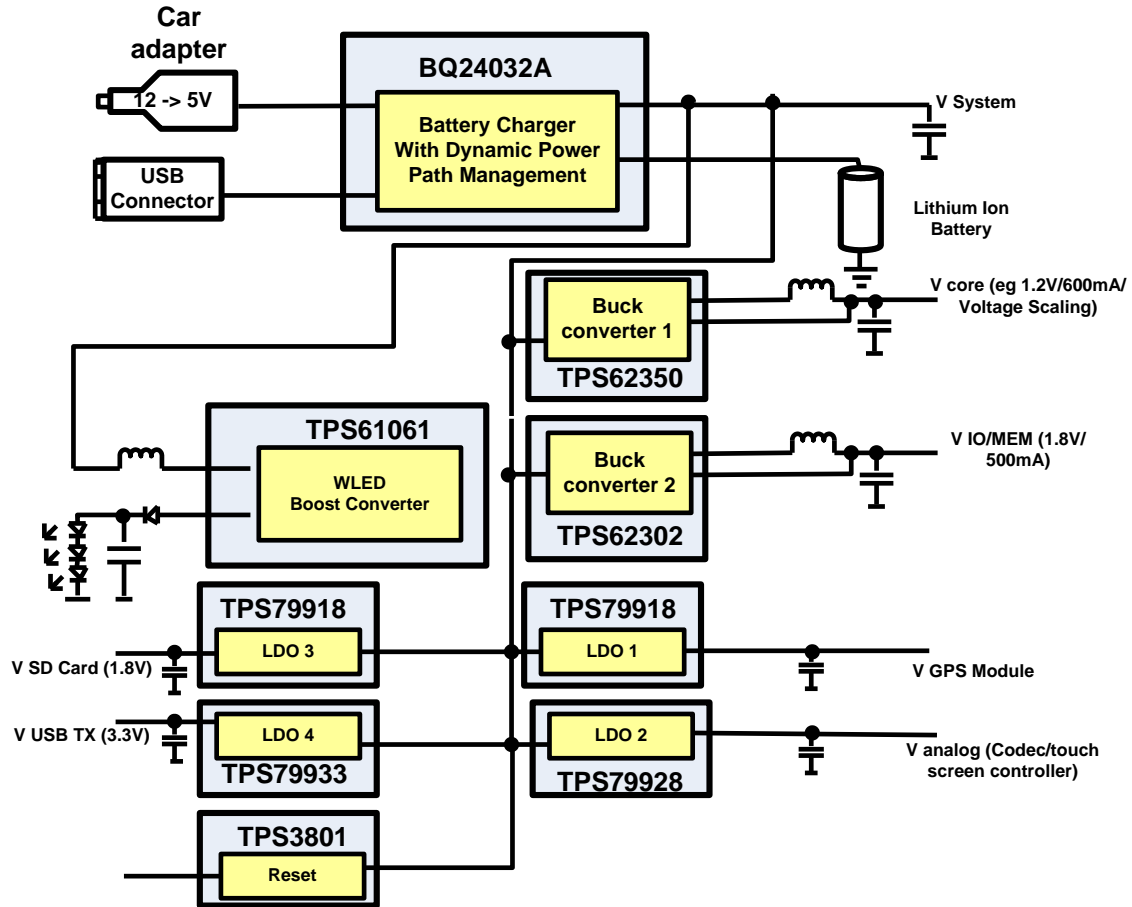 Car
adapter
12 -> 5V
USB
Connector
BQ24032A
Battery Charger
With Dynamic Power
Path Management
V System
Lithium Ion
Battery
Buck
converter 1
TPS62350
V core (eg 1.2V/600mA/
Voltage Scaling)
TPS61061
WLED
Boost Converter
Buck
converter 2
TPS62302
V IO/MEM (1.8V/
500mA)
TPS79918
LDO 3
V SD Card (1.8V)
TPS79918
LDO 1
V GPS Module
V USB TX (3.3V)
LDO 4
TPS79933
LDO 2
TPS79928
V analog (Codec/touch
screen controller)
TPS3801
Reset